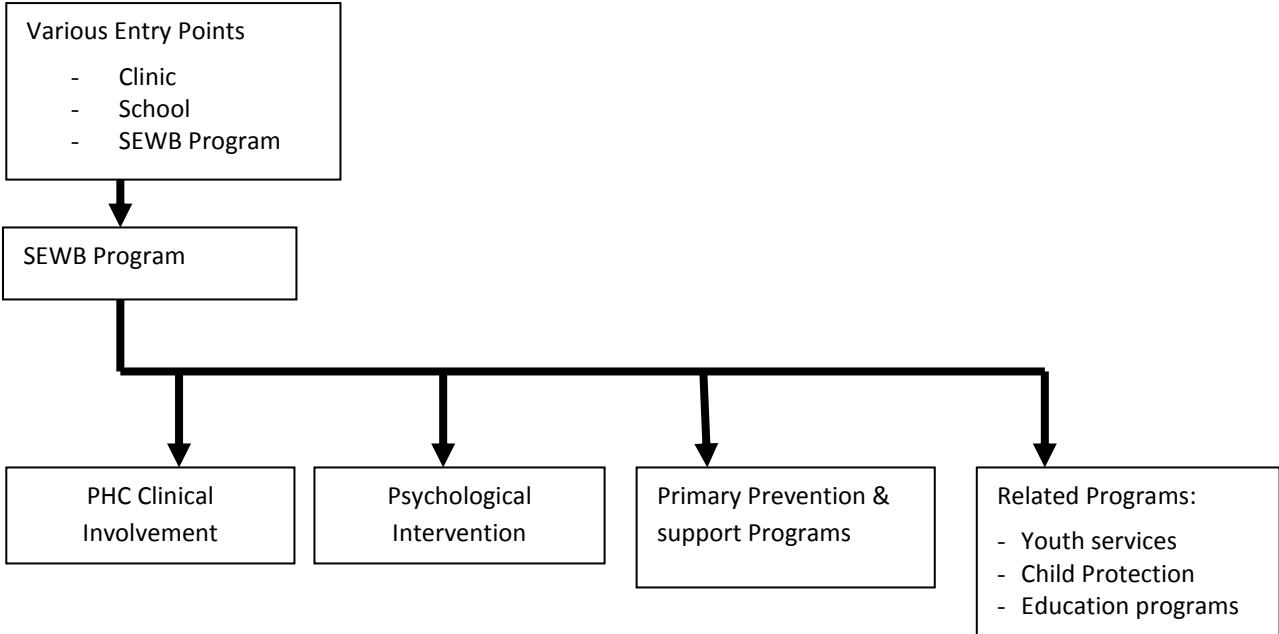 Various Entry Points
- Clinic
- School
- SEWB Program
SEWB Program
PHC Clinical
Involvement
Psychological
Intervention
Primary Prevention &
support Programs
Related Programs:
- Youth services
- Child Protection
- Education programs